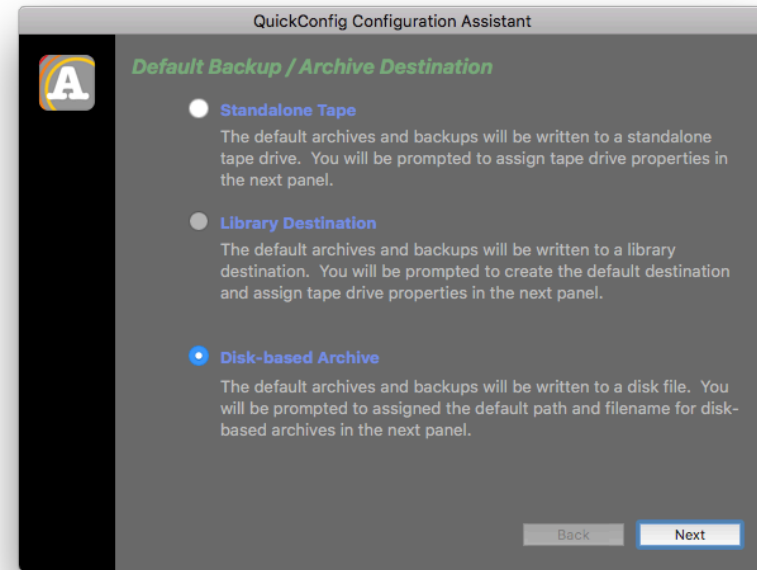 QuickConfig Configuration Assistant
A
Default Backup / Archive Destination
Standalone Tape
The default archives and backups will be written to a standalone
tape drive.  You will be prompted to assign tape drive properties in
the next panel.
Library Destination
The default archives and backups will be written to a library
destination.  You will be prompted to create the default destination
and assign tape drive properties in the next panel.
Disk-based Archive
The default archives and backups will be written to a disk file.  You
will be prompted to assigned the default path and filename for disk-
based archives in the next panel.
Back
Next